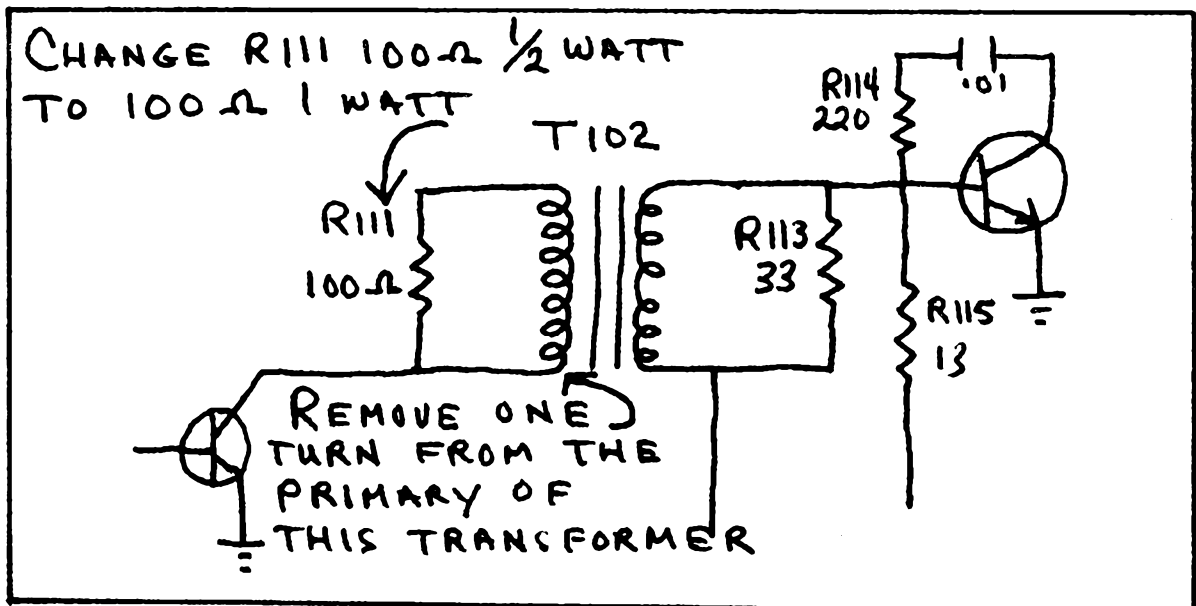 CHANGE R111 100Ω 1/2 WATT
TO 100Ω 1 WATT
T102
R114
220
.01
R111
100Ω
R113
33
R115
13
REMOVE ONE
TURN FROM THE
PRIMARY OF
THIS TRANSFORMER